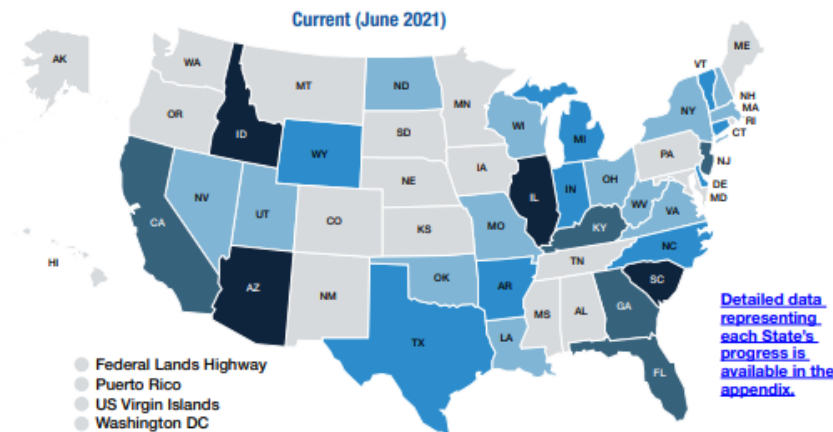 Current (June 2021)
AK
WA
OR
ID
MT
ND
MN
WI
MI
VT
ME
NH
MA
RI
CT
NY
NJ
PA
DE
MD
WY
SD
IA
NE
IL
IN
OH
WV
VA
CA
NV
UT
CO
KS
MO
KY
NC
TN
SC
AZ
NM
OK
AR
MS
AL
GA
TX
LA
FL
HI
Federal Lands Highway
Puerto Rico
US Virgin Islands
Washington DC
Detailed data
representing
each State's
progress is
available in the
appendix.